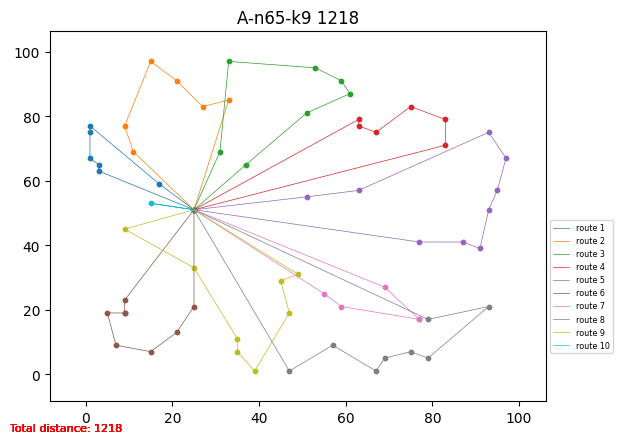 A-n65-k9 1218
100
80
60
40
20
0
0 20 40 60 80 100
route 1
route 2
route 3
route 4
route 5
route 6
route 7
route 8
route 9
route 10
Total distance: 1218